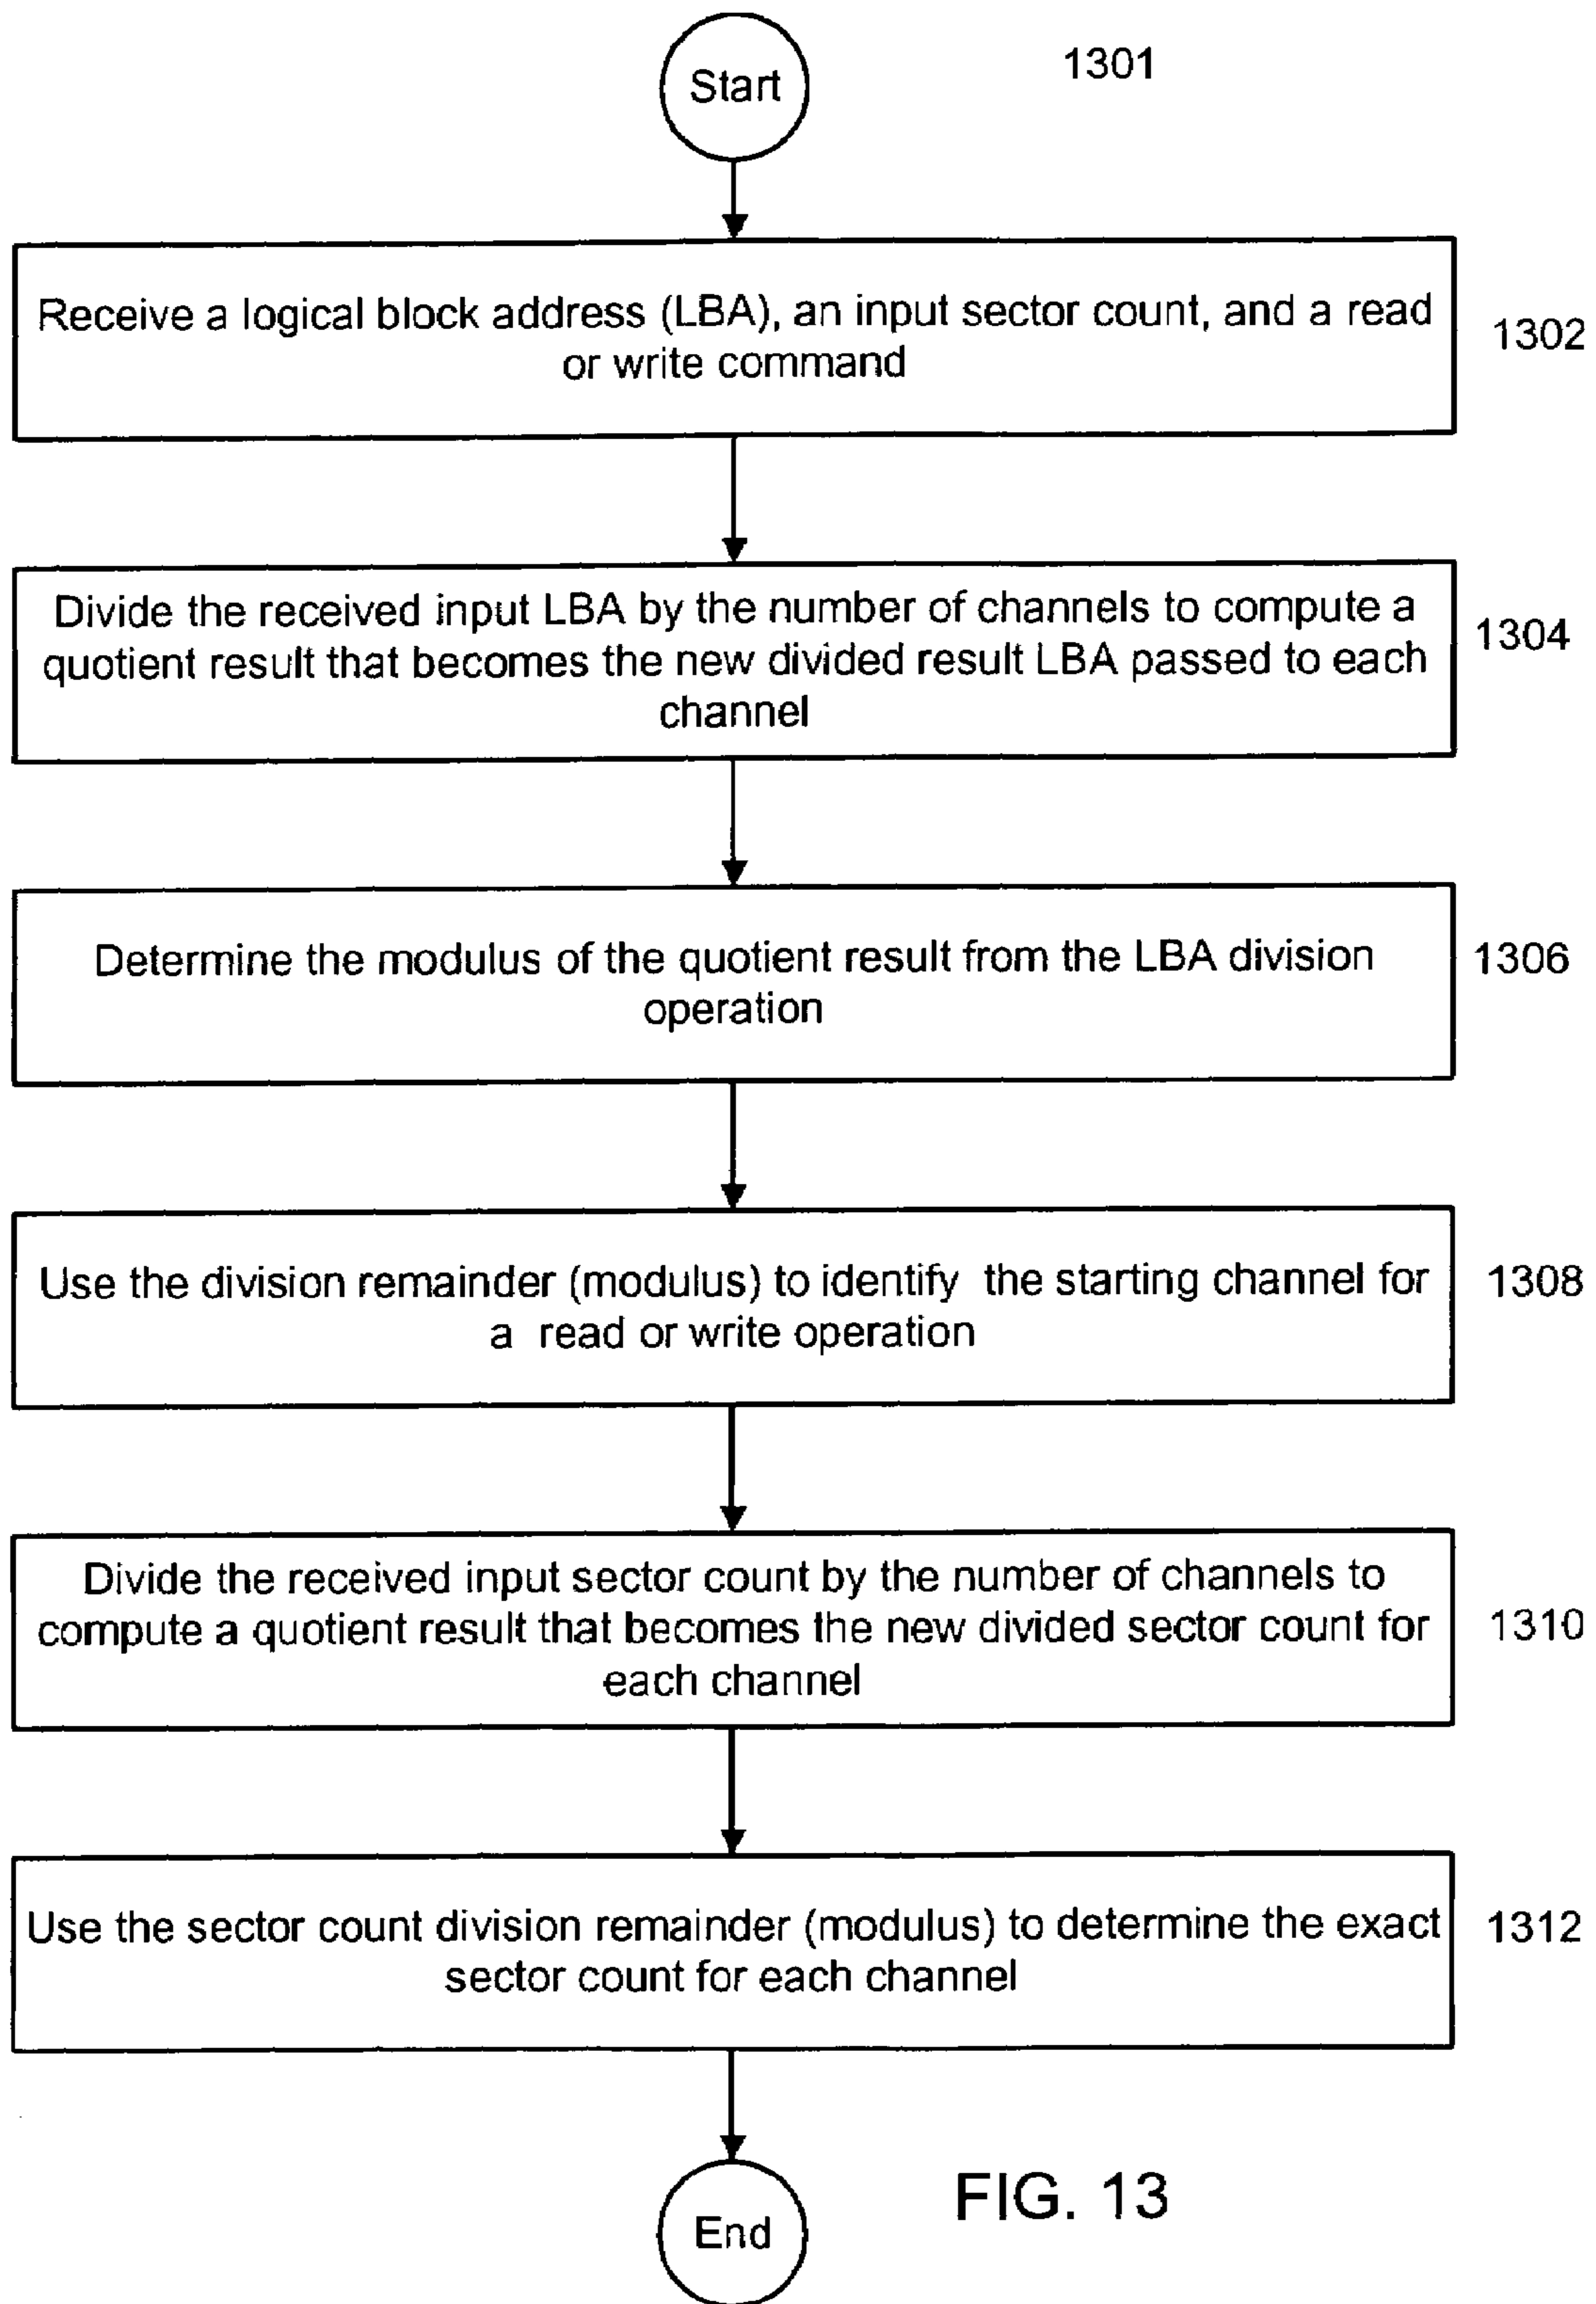 Start
1301
Receive a logical block address (LBA), an input sector count, and a read
or write command
1302
Divide the received input LBA by the number of channels to compute a
quotient result that becomes the new divided result LBA passed to each
channel
1304
Determine the modulus of the quotient result from the LBA division
operation
1306
Use the division remainder (modulus) to identify the starting channel for
a read or write operation
1308
Divide the received input sector count by the number of channels to
compute a quotient result that becomes the new divided sector count for
each channel
1310
Use the sector count division remainder (modulus) to determine the exact
sector count for each channel
1312
End
FIG. 13